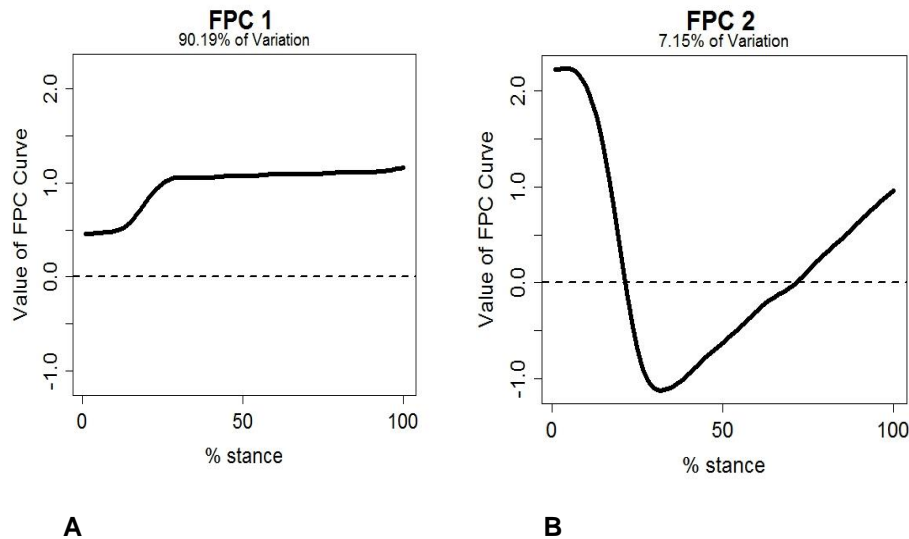 FPC 1
90.19% of Variation
Value of FPC Curve
2.0
1.0
0.0
-1.0
0
50
100
% stance
A
FPC 2
7.15% of Variation
Value of FPC Curve
2.0
1.0
0.0
-1.0
0
50
100
% stance
B